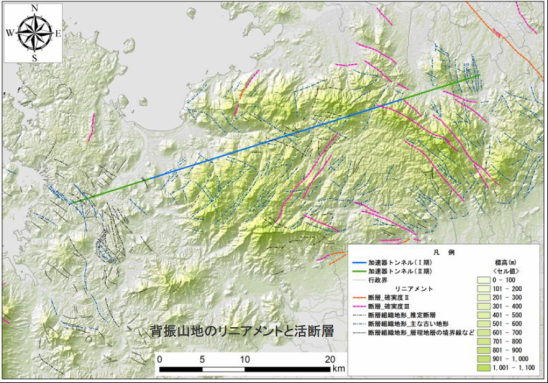 N
W E
S
凡 例
加速器トンネル(Ⅰ期)
加速器トンネル(Ⅱ期)
行政界
リニアメント
断層_確実度Ⅱ
断層_確実度Ⅲ
断層組織地形_推定断層
断層組織地形_主な古い地形
断層組織地形_層理地層の境界線など
標高(m)
<セル値>
0 - 100
101 - 200
201 - 300
301 - 400
401 - 500
501 - 600
601 - 700
701 - 800
801 - 900
901 - 1,000
1,001 - 1,100
背振山地のリニアメントと活断層
0 5 10 15 20
km